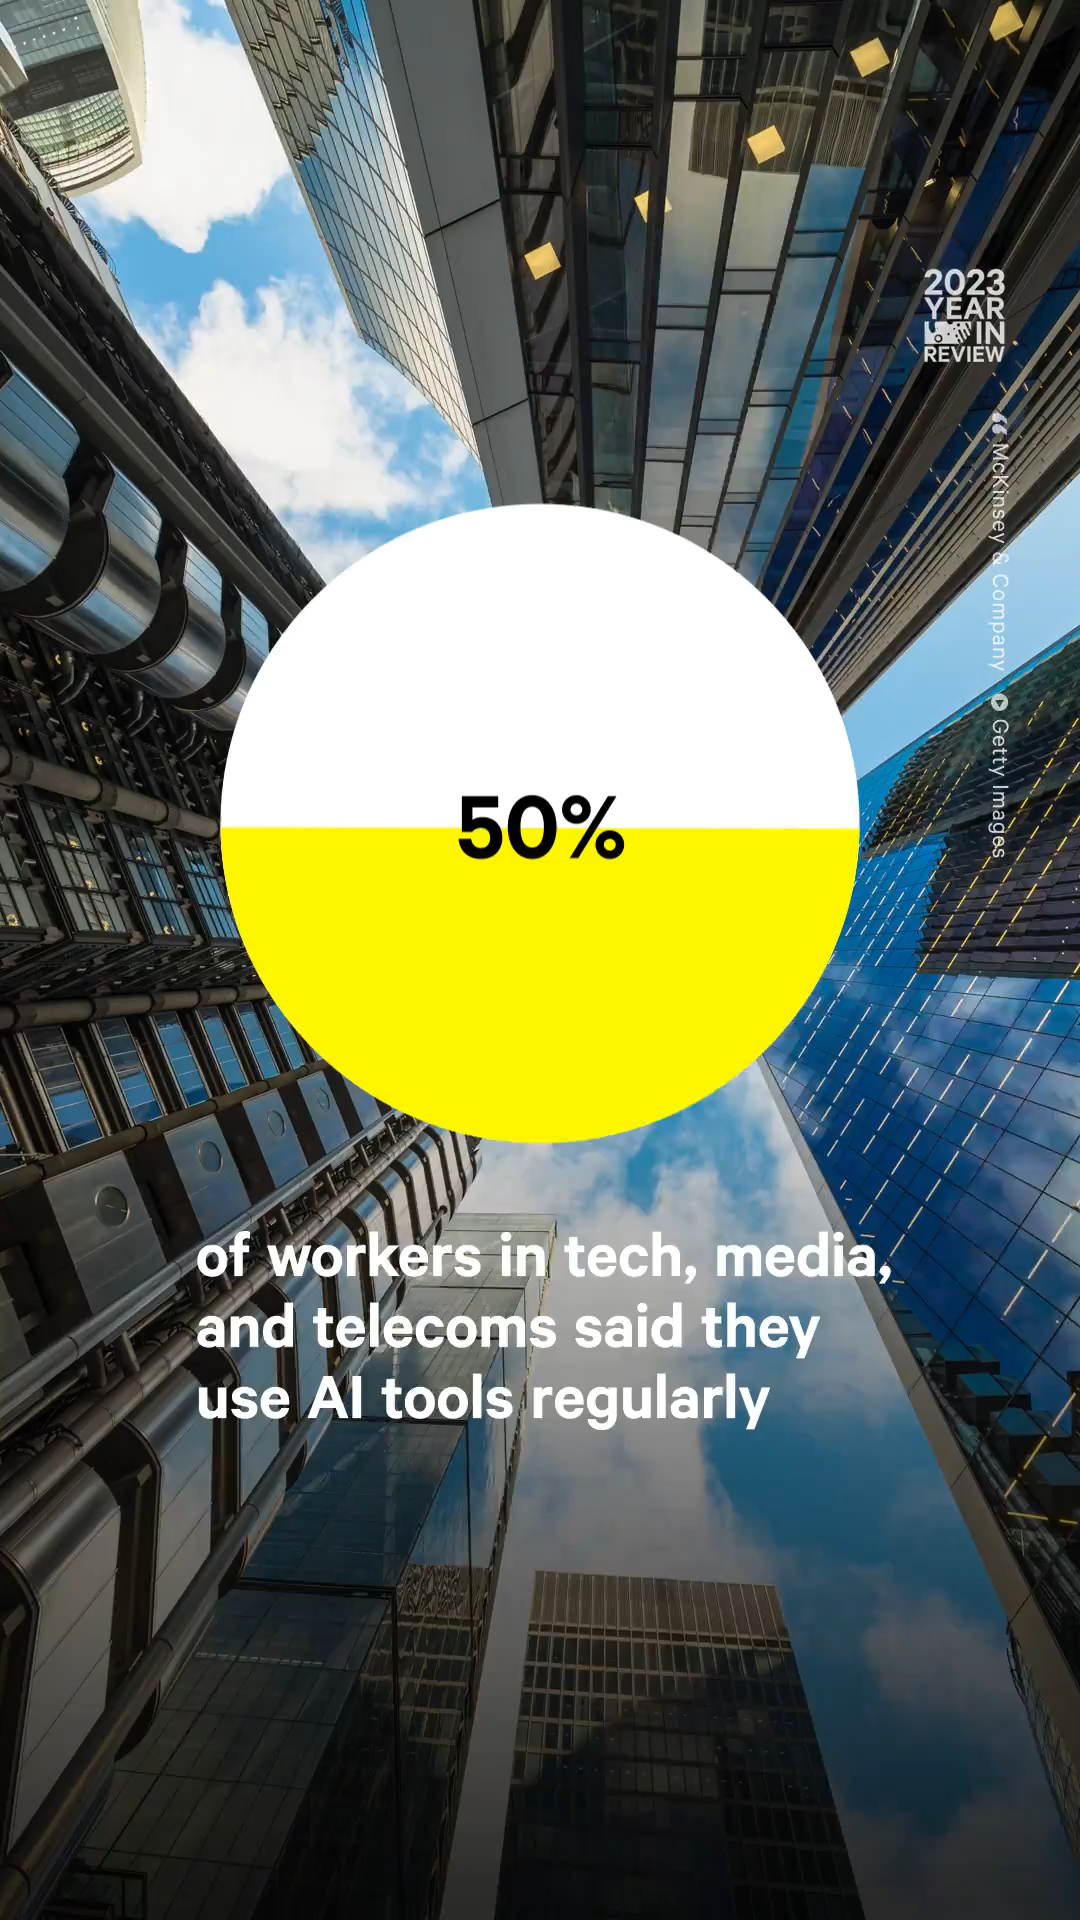 2023
YEAR
IN
REVIEW
McKinsey & Company
Getty Images
50%
of workers in tech, media,
and telecoms said they
use AI tools regularly